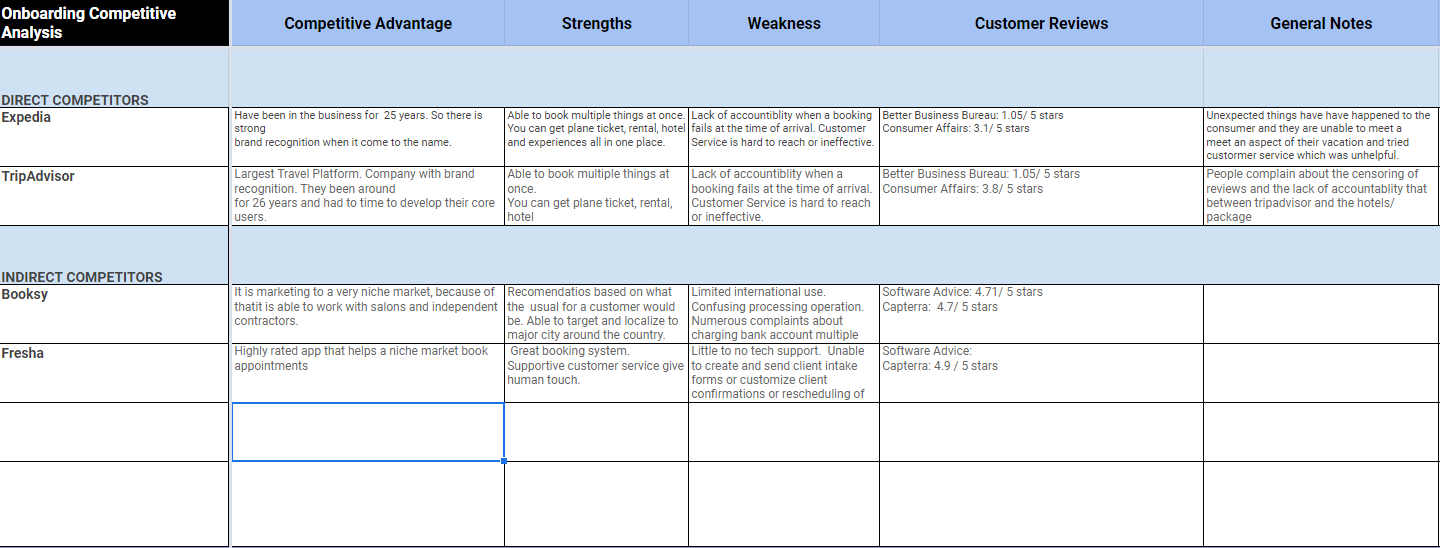 Onboarding Competitive
Analysis
Competitive Advantage
Strengths
Weakness
Customer Reviews
General Notes
DIRECT COMPETITORS
Expedia
Have been in the business for  25 years. So there is
strong
brand recognition when it come to the name.
Able to book multiple things at once.
You can get plane ticket, rental, hotel
and experiences all in one place.
Lack of accountiblity when a booking
fails at the time of arrival. Customer
Service is hard to reach or ineffective.
Better Business Bureau: 1.05/ 5 stars
Consumer Affairs: 3.1/ 5 stars
Unexpected things have have happened to the
consumer and they are unable to meet a
meet an aspect of their vacation and tried
custormer service which was unhelpful.
TripAdvisor
Largest Travel Platform. Company with brand
recognition. They been around
for 26 years and had to time to develop their core
users.
Able to book multiple things at
once.
You can get plane ticket, rental,
hotel
Lack of accountiblity when a
booking fails at the time of arrival.
Customer Service is hard to reach
or ineffective.
Better Business Bureau: 1.05/ 5 stars
Consumer Affairs: 3.8/ 5 stars
People complain about the censoring of
reviews and the lack of accountablity that
between tripadvisor and the hotels/
package
INDIRECT COMPETITORS
Booksy
It is marketing to a very niche market, because of
thatit is able to work with salons and independent
contractors.
Recomendatios based on what
the  usual for a customer would
be. Able to target and localize to
major city around the country.
Limited international use.
Confusing processing operation.
Numerous complaints about
charging bank account multiple
Software Advice: 4.71/ 5 stars
Capterra:  4.7/ 5 stars
Fresha
Highly rated app that helps a niche market book
appointments
Great booking system.
Supportive customer service give
human touch.
Little to no tech support.  Unable
to create and send client intake
forms or customize client
confirmations or rescheduling of
Software Advice:
Capterra: 4.9 / 5 stars